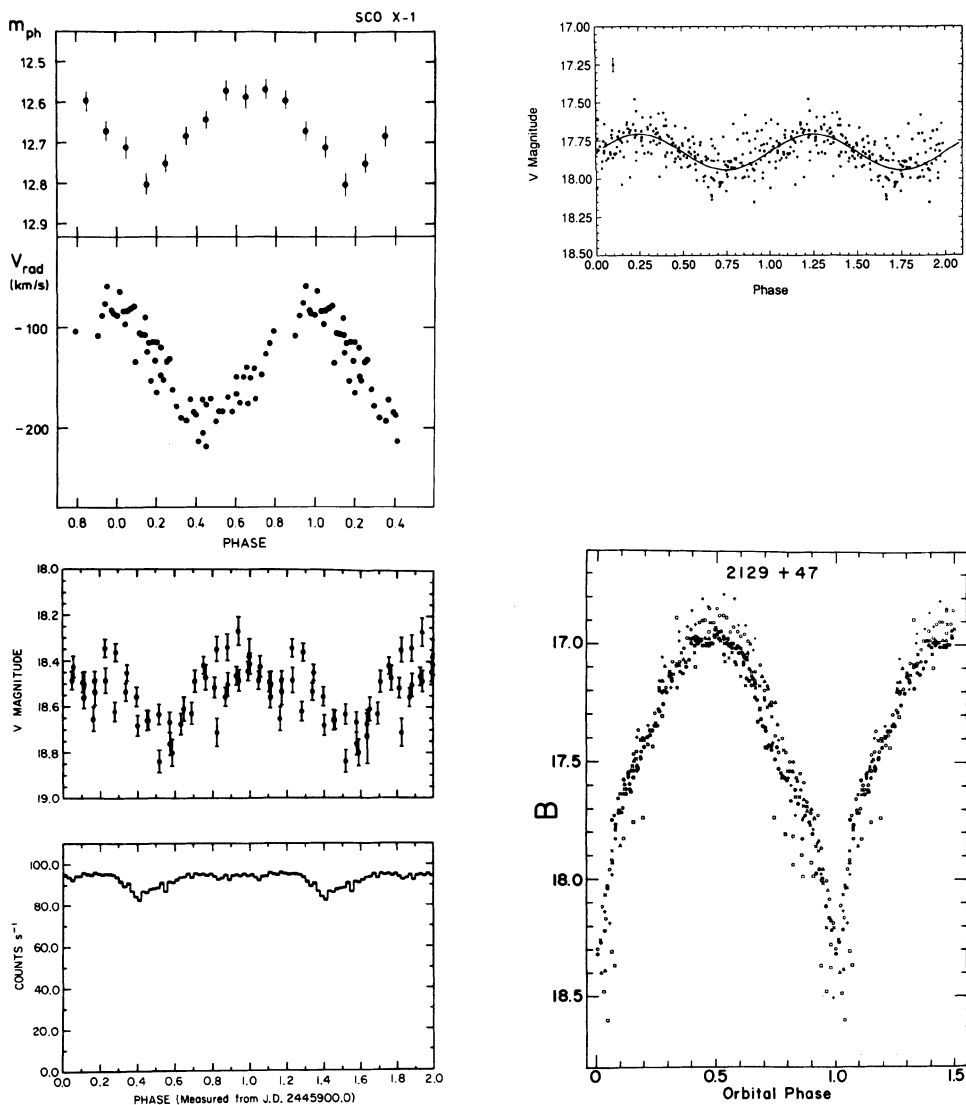 SCO X-1
m ph
12.5
12.6
12.7
12.8
12.9
V rad
(km/s)
-100
-200
0.8 0.0 0.2 0.4 0.6 0.8 1.0 0.2 0.4
PHASE
17.00
17.25
17.50
17.75
18.00
18.25
18.50
V Magnitude
0.00 0.25 0.50 0.75 1.00 1.25 1.50 1.75 2.00
Phase
18.0
18.2
18.4
18.6
18.8
19.0
V MAGNITUDE
100.0
80.0
60.0
40.0
20.0
0.0
COUNTS s⁻¹
0.0 0.2 0.4 0.6 0.8 1.0 1.2 1.4 1.6 1.8 2.0
PHASE (Measured from J.D. 2445900.0)
2129 + 47
17.0
17.5
18.0
18.5
B
0 0.5 1.0 1.5
Orbital Phase